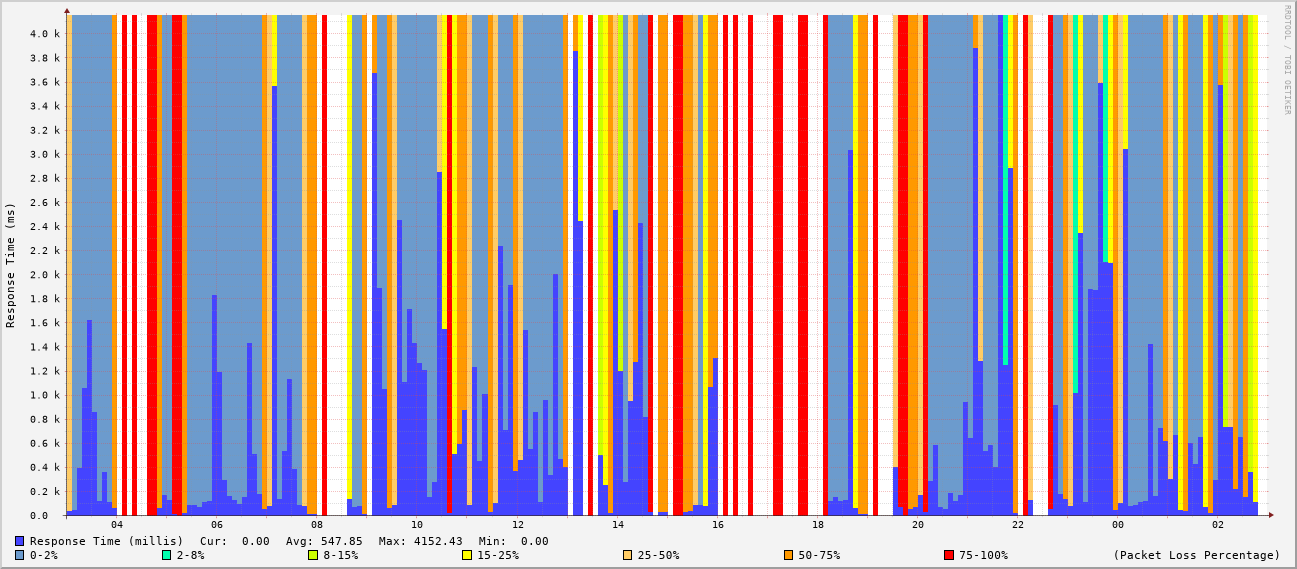 RRDTOOL / TOBI OETIKER
Response Time (ms)
4.0 k
3.8 k
3.6 k
3.4 k
3.2 k
3.0 k
2.8 k
2.6 k
2.4 k
2.2 k
2.0 k
1.8 k
1.6 k
1.4 k
1.2 k
1.0 k
0.8 k
0.6 k
0.4 k
0.2 k
0.0
04 06 08 10 12 14 16 18 20 22 00 02
Response Time (millis) Cur: 0.00 Avg: 547.85 Max: 4152.43 Min: 0.00
0-2% 2-8% 8-15% 15-25% 25-50% 50-75% 75-100% (Packet Loss Percentage)